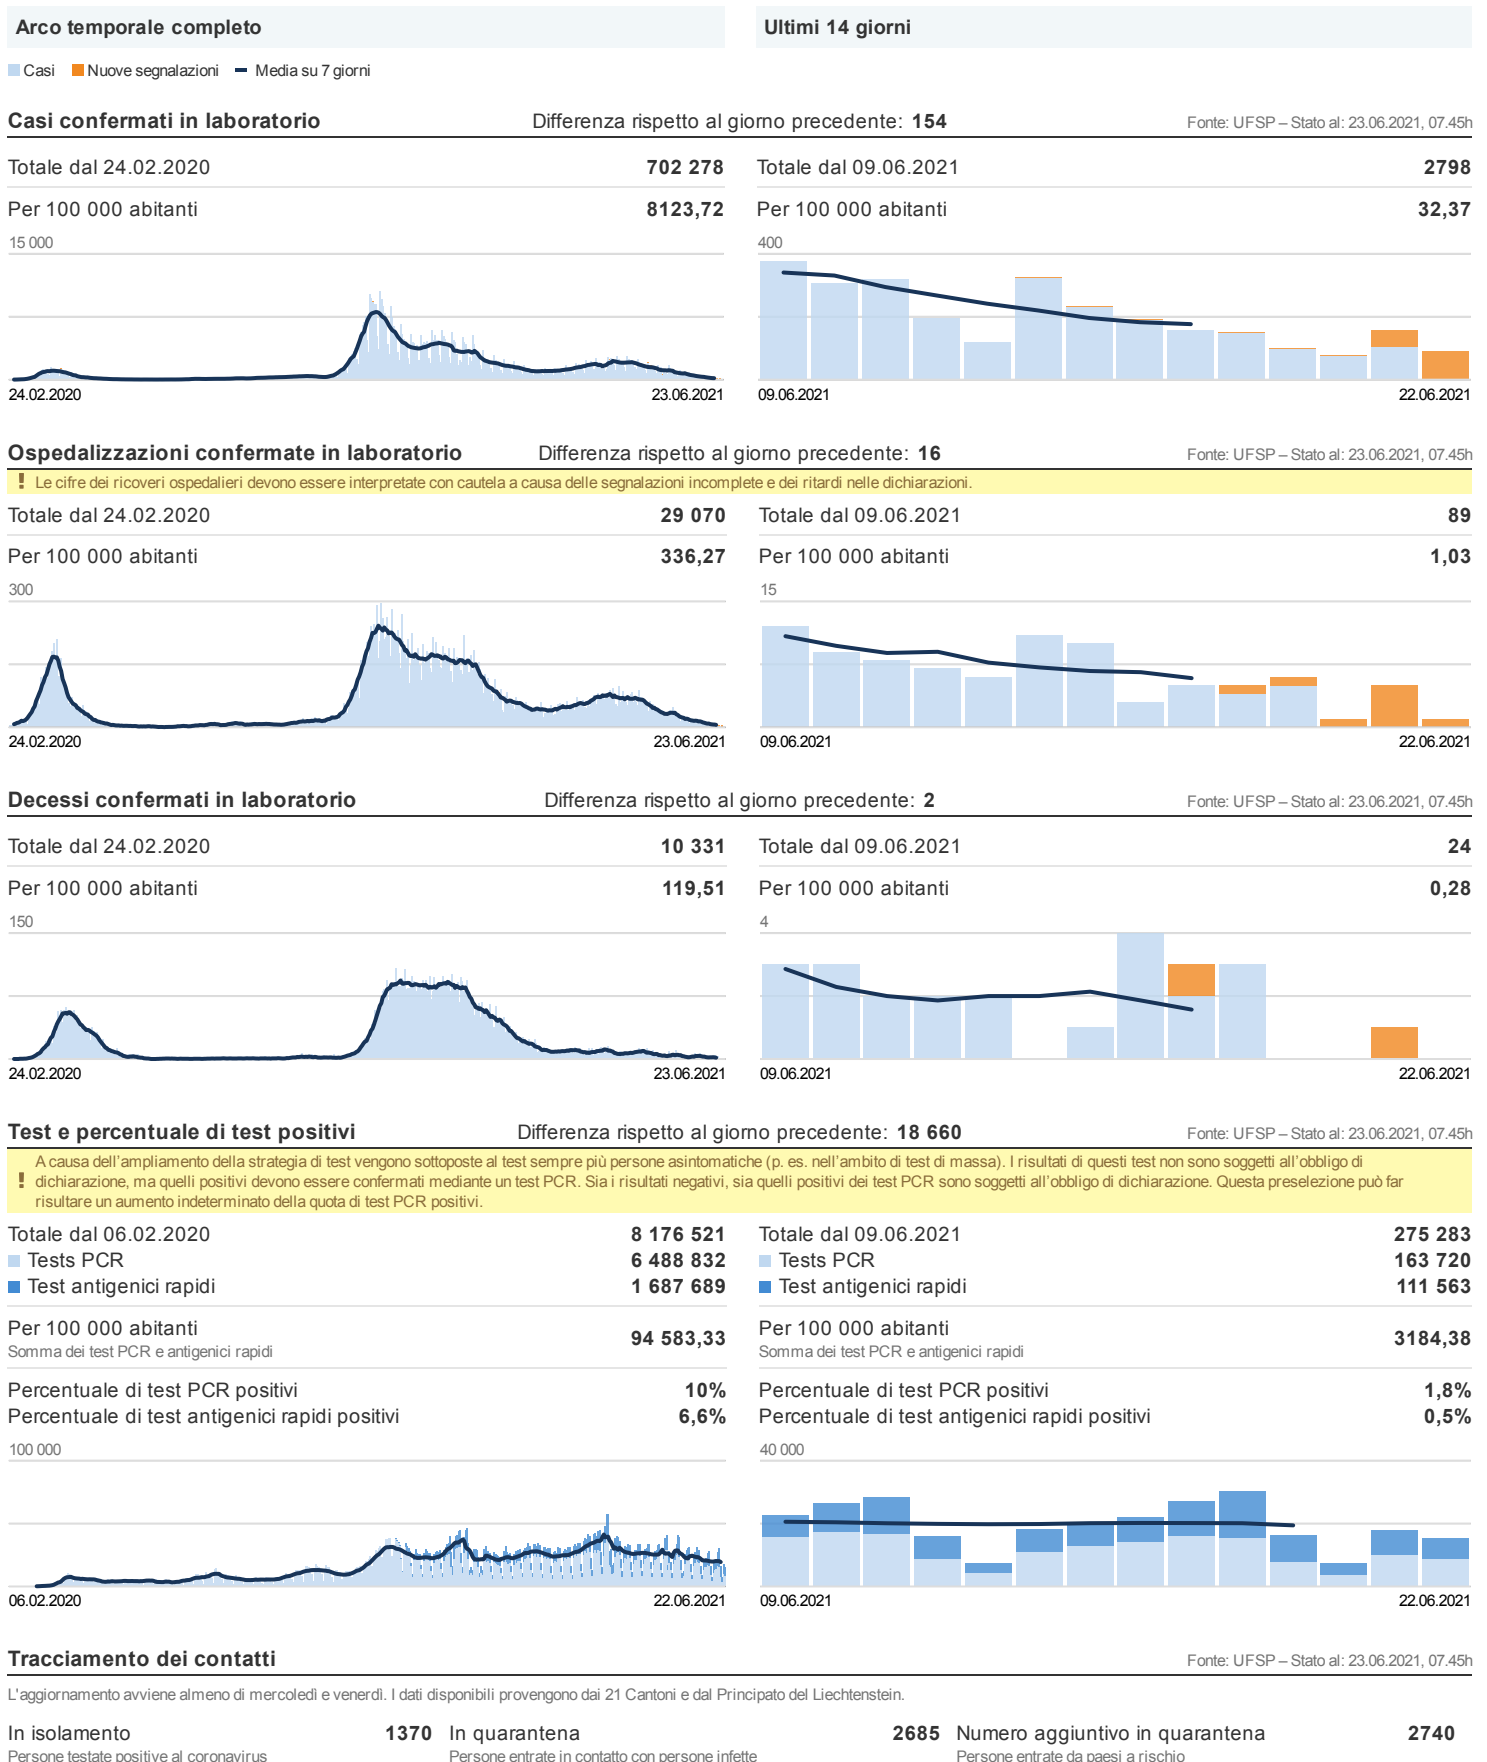 Arco temporale completo
Ultimi 14 giorni
Casi Nuove segnalazioni Media su 7 giorni
Casi confermati in laboratorio Differenza rispetto al giorno precedente: 154 Fonte: UFSP – Stato al: 23.06.2021, 07.45h
Totale dal 24.02.2020 702 278
Per 100 000 abitanti 8123,72
15 000
24.02.2020 23.06.2021
Totale dal 09.06.2021 2798
Per 100 000 abitanti 32,37
400
09.06.2021 22.06.2021
Ospedalizzazioni confermate in laboratorio Differenza rispetto al giorno precedente: 16 Fonte: UFSP – Stato al: 23.06.2021, 07.45h
! Le cifre dei ricoveri ospedalieri devono essere interpretate con cautela a causa delle segnalazioni incomplete e dei ritardi nelle dichiarazioni.
Totale dal 24.02.2020 29 070
Per 100 000 abitanti 336,27
300
24.02.2020 23.06.2021
Totale dal 09.06.2021 89
Per 100 000 abitanti 1,03
15
09.06.2021 22.06.2021
Decessi confermati in laboratorio Differenza rispetto al giorno precedente: 2 Fonte: UFSP – Stato al: 23.06.2021, 07.45h
Totale dal 24.02.2020 10 331
Per 100 000 abitanti 119,51
150
24.02.2020 23.06.2021
Totale dal 09.06.2021 24
Per 100 000 abitanti 0,28
4
09.06.2021 22.06.2021
Test e percentuale di test positivi Differenza rispetto al giorno precedente: 18 660 Fonte: UFSP – Stato al: 23.06.2021, 07.45h
A causa dell'ampliamento della strategia di test vengono sottoposte al test sempre più persone asintomatiche (p. es. nell'ambito di test di massa). I risultati di questi test non sono soggetti all'obbligo di
! dichiarazione, ma quelli positivi devono essere confermati mediante un test PCR. Sia i risultati negativi, sia quelli positivi dei test PCR sono soggetti all'obbligo di dichiarazione. Questa preselezione può far
risultare un aumento indeterminato della quota di test PCR positivi.
Totale dal 06.02.2020 8 176 521
Tests PCR 6 488 832
Test antigenici rapidi 1 687 689
Per 100 000 abitanti 94 583,33
Somma dei test PCR e antigenici rapidi
Percentuale di test PCR positivi 10%
Percentuale di test antigenici rapidi positivi 6,6%
100 000
06.02.2020 22.06.2021
Totale dal 09.06.2021 275 283
Tests PCR 163 720
Test antigenici rapidi 111 563
Per 100 000 abitanti 3184,38
Somma dei test PCR e antigenici rapidi
Percentuale di test PCR positivi 1,8%
Percentuale di test antigenici rapidi positivi 0,5%
40 000
09.06.2021 22.06.2021
Tracciamento dei contatti Fonte: UFSP – Stato al: 23.06.2021, 07.45h
L'aggiornamento avviene almeno di mercoledì e venerdì. I dati disponibili provengono dai 21 Cantoni e dal Principato del Liechtenstein.
In isolamento 1370 In quarantena 2685 Numero aggiuntivo in quarantena 2740
Persone testate positive al coronavirus Persone entrate in contatto con persone infette Persone entrate da paesi a rischio